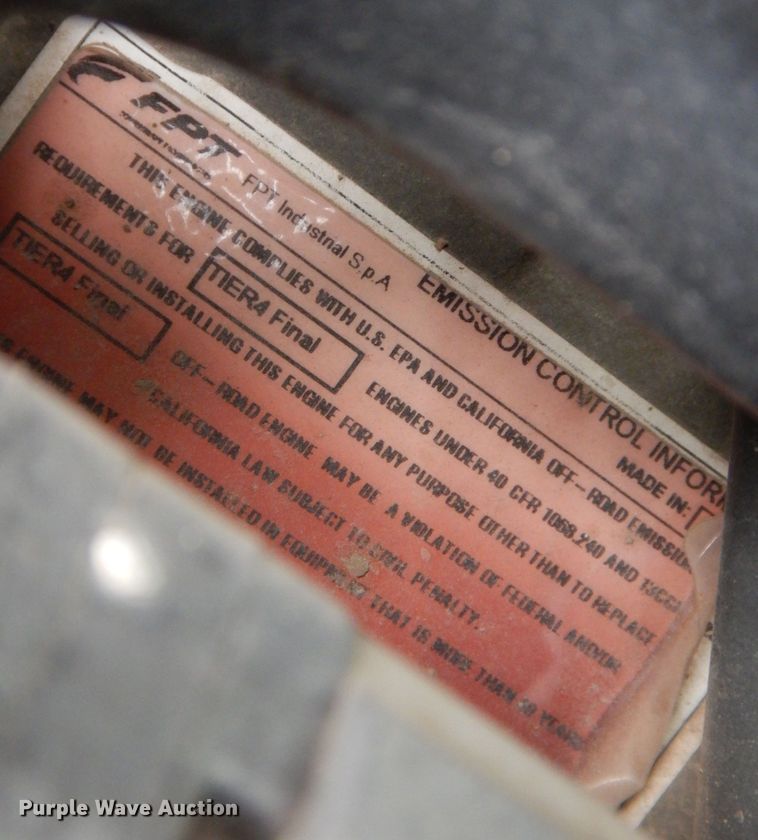 FPT
FPT Industrial S.p.A
EMISSION CONTROL INFOR
MADE IN:
THIS ENGINE COMPLIES WITH U.S. EPA AND CALIFORNIA OFF-ROAD EMISSION
REQUIREMENTS FOR TIER4 Final ENGINES UNDER 40 CFR 1068.240 AND
SELLING OR INSTALLING THIS ENGINE FOR ANY PURPOSE OTHER THAN TO REPLACE
TIER4 Final OFF-ROAD ENGINE MAY BE A VIOLATION OF FEDERAL AND/OR
CALIFORNIA LAW SUBJECT TO CIVIL PENALTY.
ENGINE MAY NOT BE INSTALLED IN EQUIPMENT THAT IS MORE THAN YEARS
Purple Wave Auction